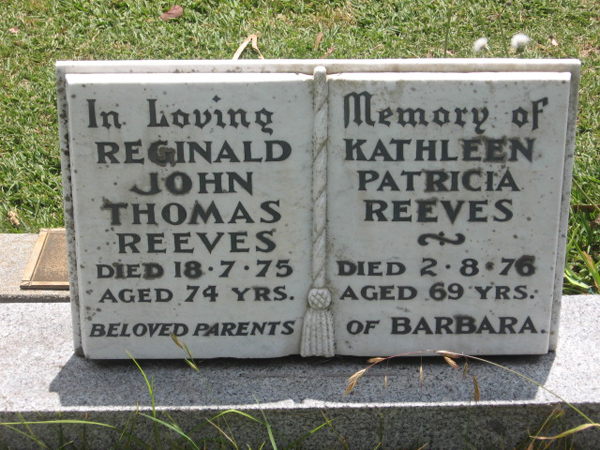 In Loving
REGINALD
JOHN
THOMAS
REEVES
DIED 18·7·75
AGED 74 YRS.
BELOVED PARENTS
Memory of
KATHLEEN
PATRICIA
REEVES
DIED 2·8·76
AGED 69 YRS.
OF BARBARA.